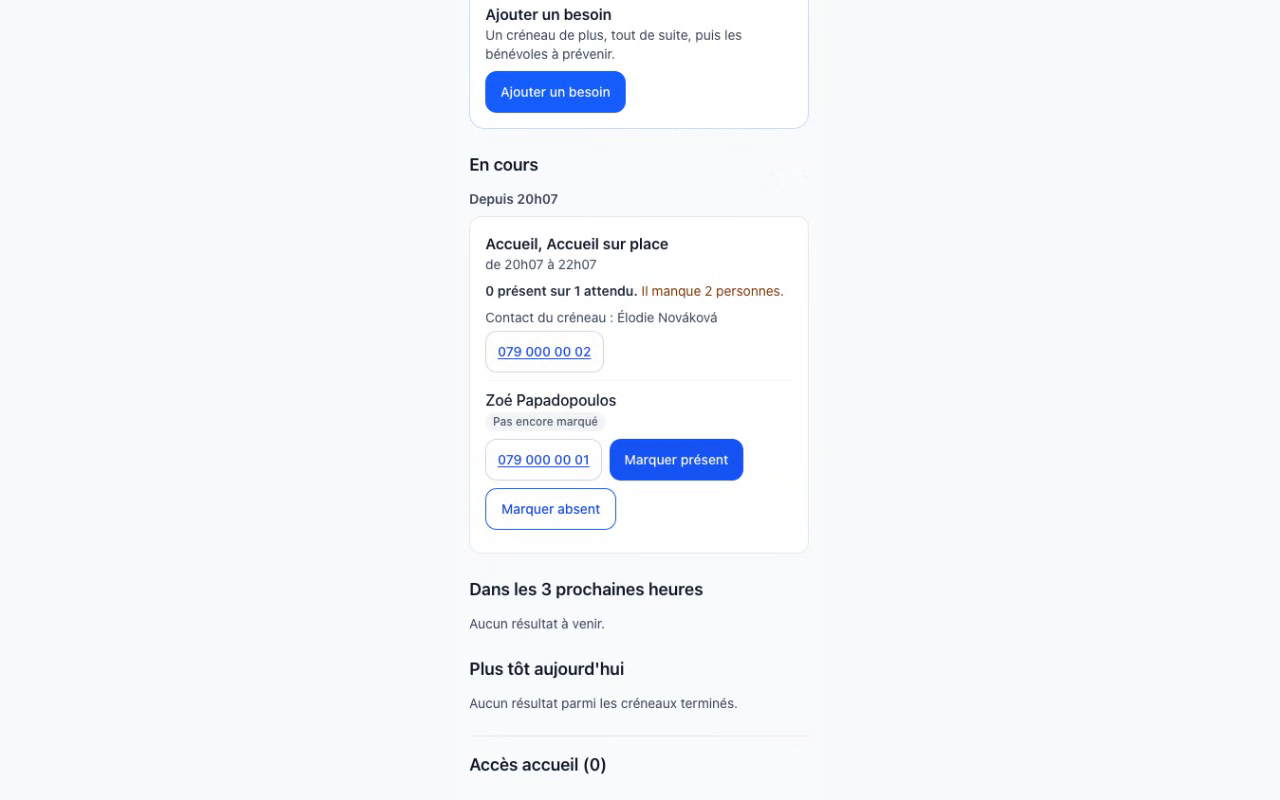 Ajouter un besoin
Un créneau de plus, tout de suite, puis les
bénévoles à prévenir.
Ajouter un besoin
En cours
Depuis 20h07
Accueil, Accueil sur place
de 20h07 à 22h07
0 présent sur 1 attendu. Il manque 2 personnes.
Contact du créneau : Élodie Nováková
079 000 00 02
Zoé Papadopoulos
Pas encore marqué
079 000 00 01 Marquer présent
Marquer absent
Dans les 3 prochaines heures
Aucun résultat à venir.
Plus tôt aujourd'hui
Aucun résultat parmi les créneaux terminés.
Accès accueil (0)